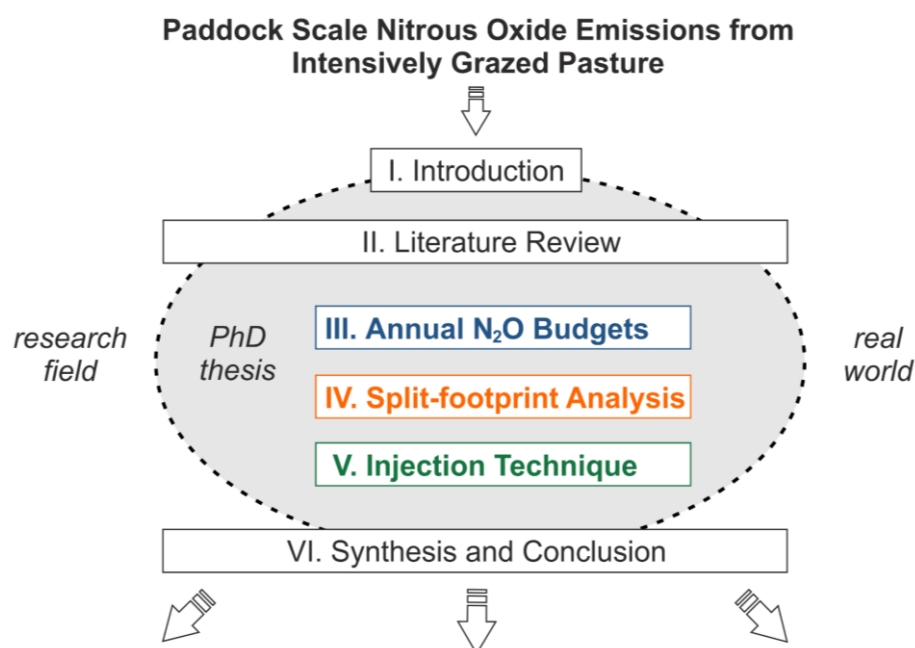 Paddock Scale Nitrous Oxide Emissions from
Intensively Grazed Pasture
I. Introduction
II. Literature Review
research
field
PhD
thesis
III. Annual N₂O Budgets
IV. Split-footprint Analysis
V. Injection Technique
real
world
VI. Synthesis and Conclusion